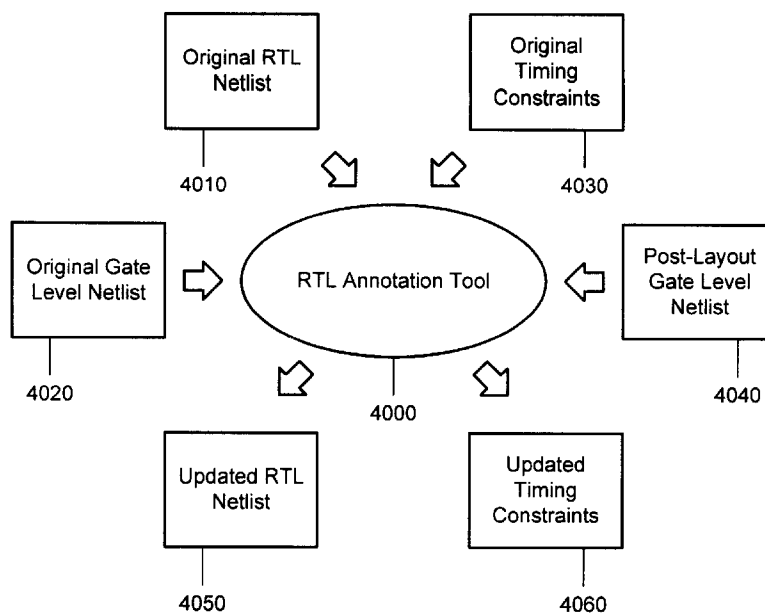 Original RTL
Netlist
4010
Original
Timing
Constraints
4030
Original Gate
Level Netlist
4020
RTL Annotation Tool
4000
Post-Layout
Gate Level
Netlist
4040
Updated RTL
Netlist
4050
Updated
Timing
Constraints
4060